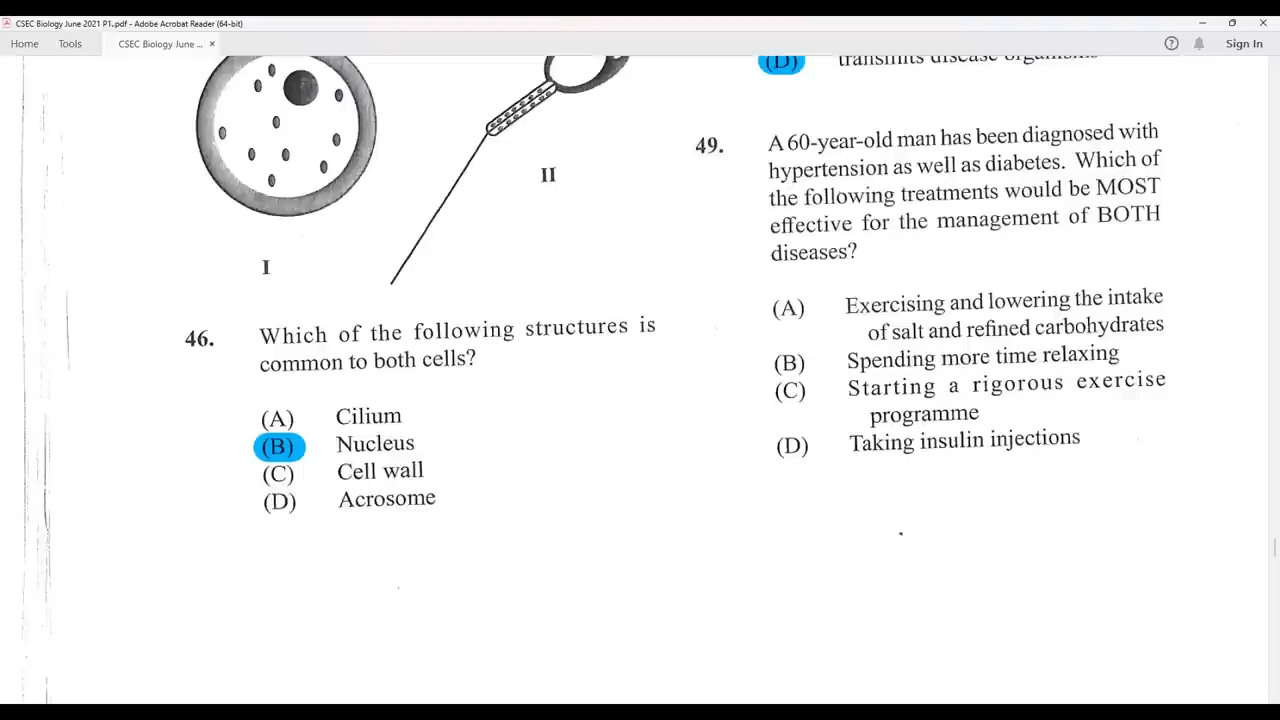 CSEC Biology June 2021 P1..pdf - Adobe Acrobat Reader (64-bit)
Home Tools CSEC Biology June ... × Sign In
I
II
46. Which of the following structures is
common to both cells?
(A) Cilium
(B) Nucleus
(C) Cell wall
(D) Acrosome
(D) transmits disease organisms
49. A 60-year-old man has been diagnosed with
hypertension as well as diabetes. Which of
the following treatments would be MOST
effective for the management of BOTH
diseases?
(A) Exercising and lowering the intake
of salt and refined carbohydrates
(B) Spending more time relaxing
(C) Starting a rigorous exercise
programme
(D) Taking insulin injections